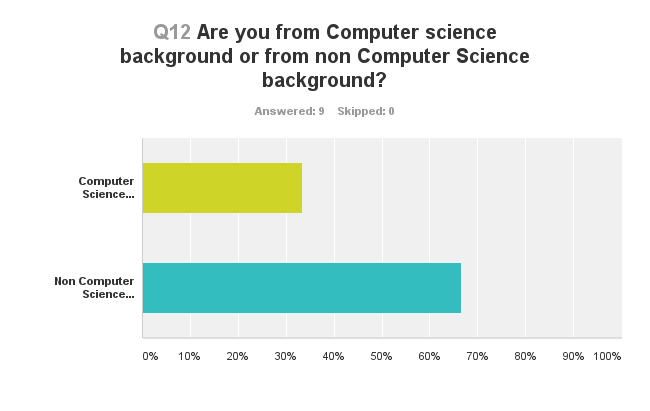 Q12 Are you from Computer science
background or from non Computer Science
background?
Answered: 9 Skipped: 0
Computer
Science...
Non Computer
Science...
0% 10% 20% 30% 40% 50% 60% 70% 80% 90% 100%